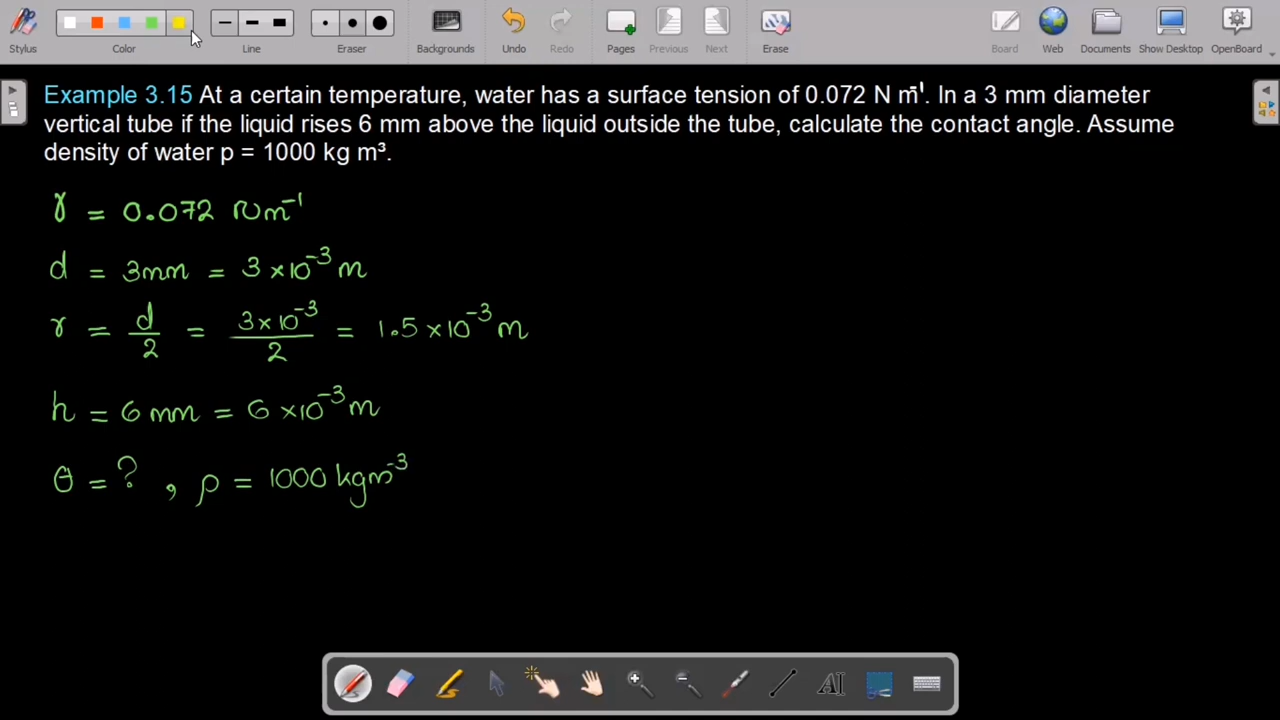 Stylus Color Line Eraser Backgrounds Undo Redo Pages Previous Next Erase Board Web Documents Show Desktop OpenBoard
Example 3.15 At a certain temperature, water has a surface tension of 0.072 N m⁻¹. In a 3 mm diameter
vertical tube if the liquid rises 6 mm above the liquid outside the tube, calculate the contact angle. Assume
density of water p = 1000 kg m³.
γ = 0.072 Nm⁻¹
d = 3mm = 3×10⁻³ m
r = d/2 = 3×10⁻³/2 = 1.5×10⁻³ m
h = 6 mm = 6×10⁻³ m
θ = ? , ρ = 1000 kgm⁻³
AI